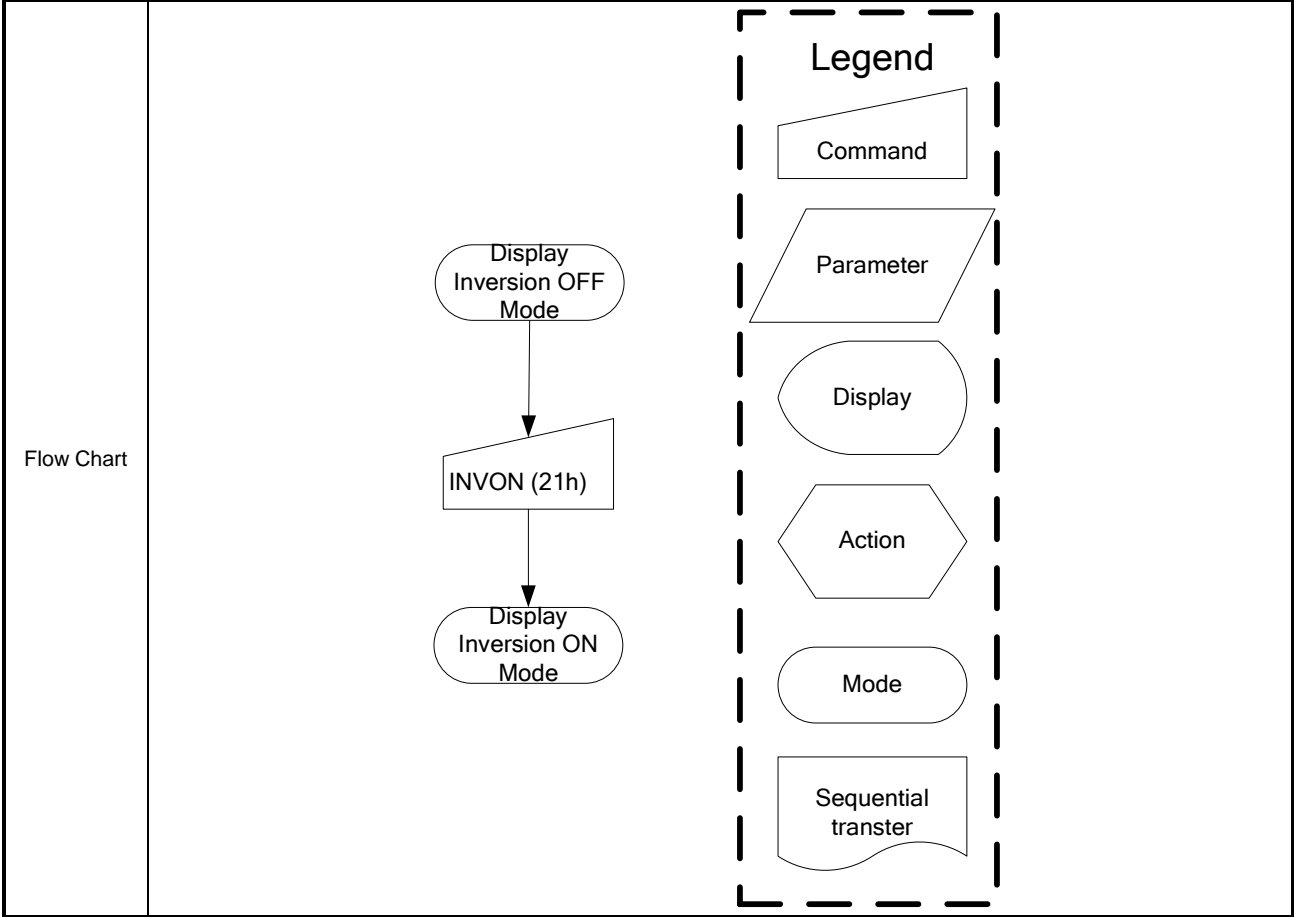 Flow Chart
Display
Inversion OFF
Mode
INVON (21h)
Display
Inversion ON
Mode
Legend
Command
Parameter
Display
Action
Mode
Sequential
transter